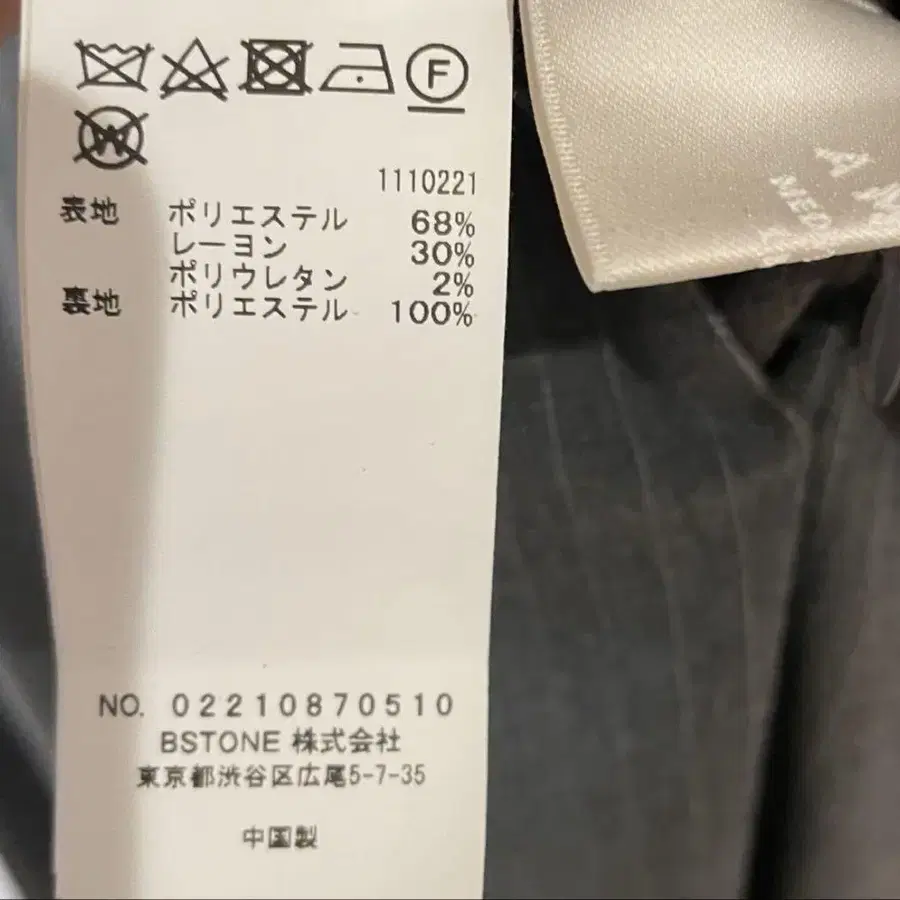 F
W
1110221
表地 ポリエステル 68%
レーヨン 30%
ポリウレタン 2%
裏地 ポリエステル 100%
NO. 02210870510
BSTONE 株式会社
東京都渋谷区広尾5-7-35
中国製
A M